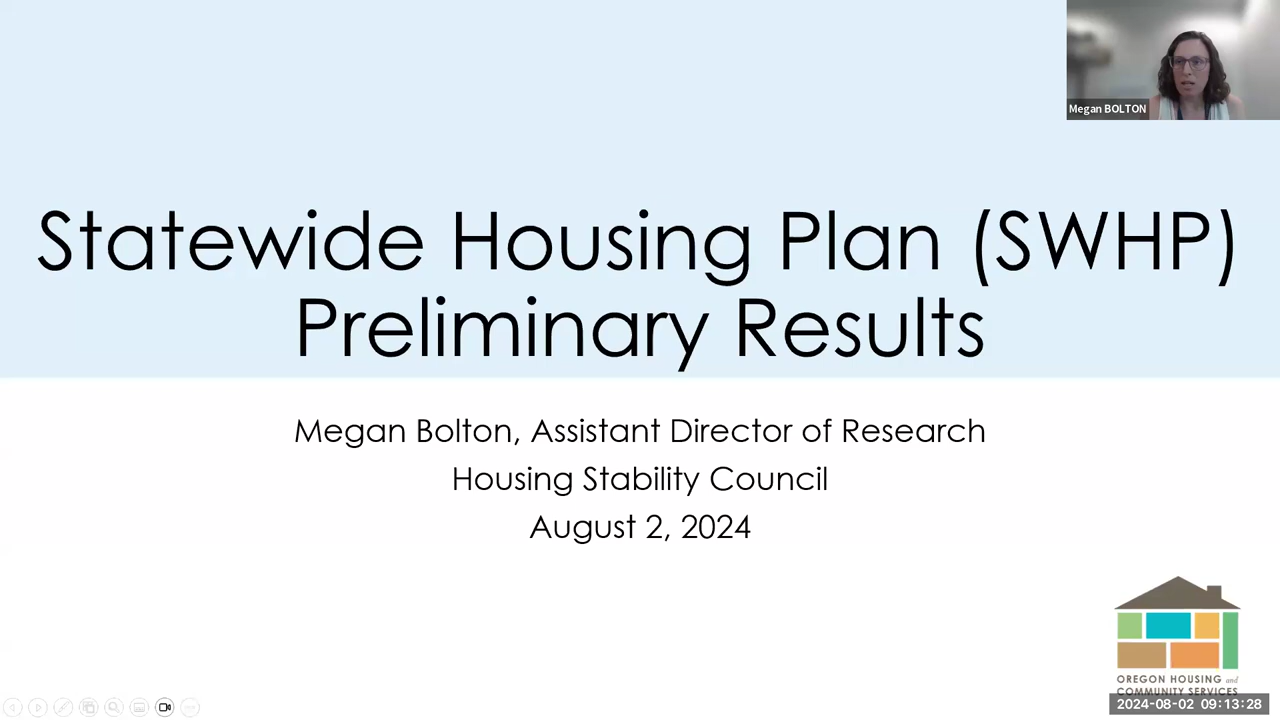 Megan BOLTON
Statewide Housing Plan (SWHP)
Preliminary Results
Megan Bolton, Assistant Director of Research
Housing Stability Council
August 2, 2024
OREGON HOUSING and
COMMUNITY SERVICES
2024-08-02 09:13:28